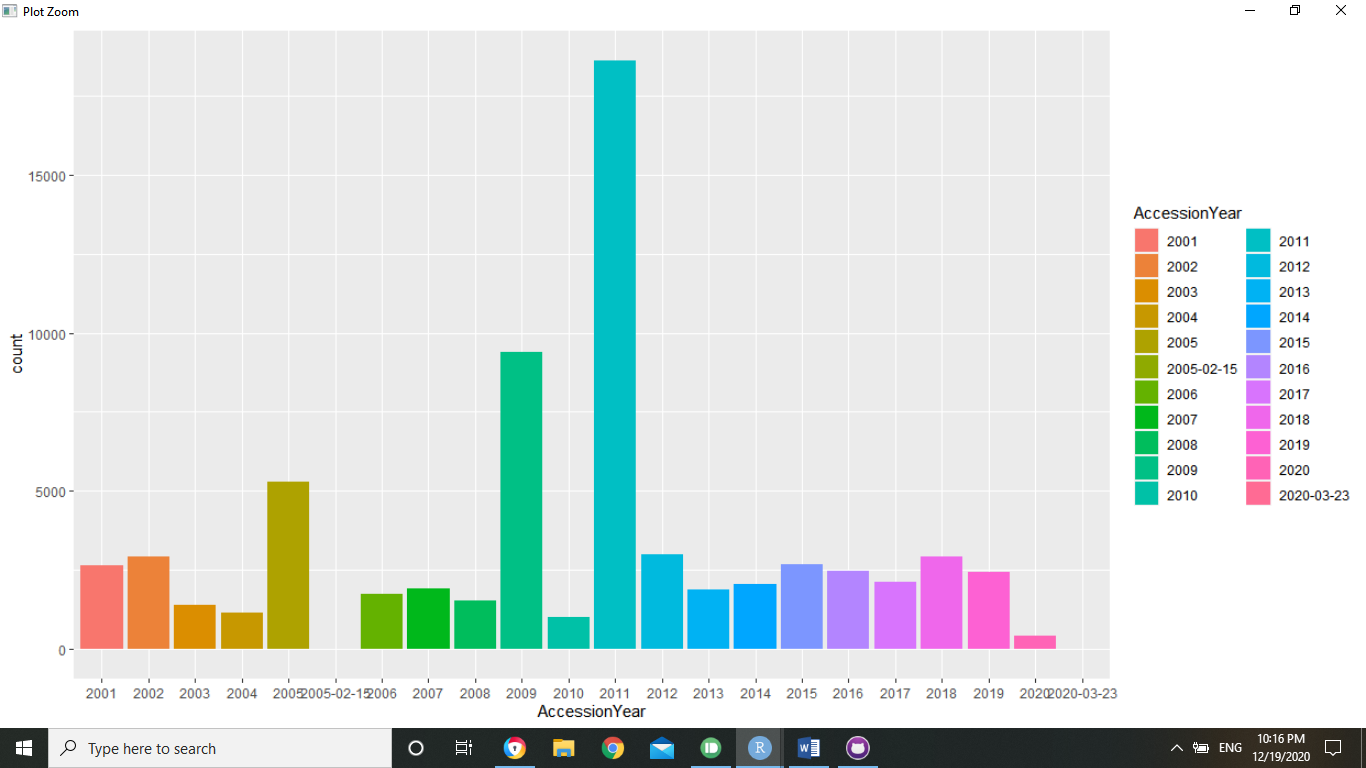 Plot Zoom
15000
10000
5000
0
count
2001 2002 2003 2004 2005 2005-02-15 2006 2007 2008 2009 2010 2011 2012 2013 2014 2015 2016 2017 2018 2019 2020 2020-03-23
AccessionYear
AccessionYear
2001 2011
2002 2012
2003 2013
2004 2014
2005 2015
2005-02-15 2016
2006 2017
2007 2018
2008 2019
2009 2020
2010 2020-03-23
Type here to search
R
W
ENG
10:16 PM
12/19/2020